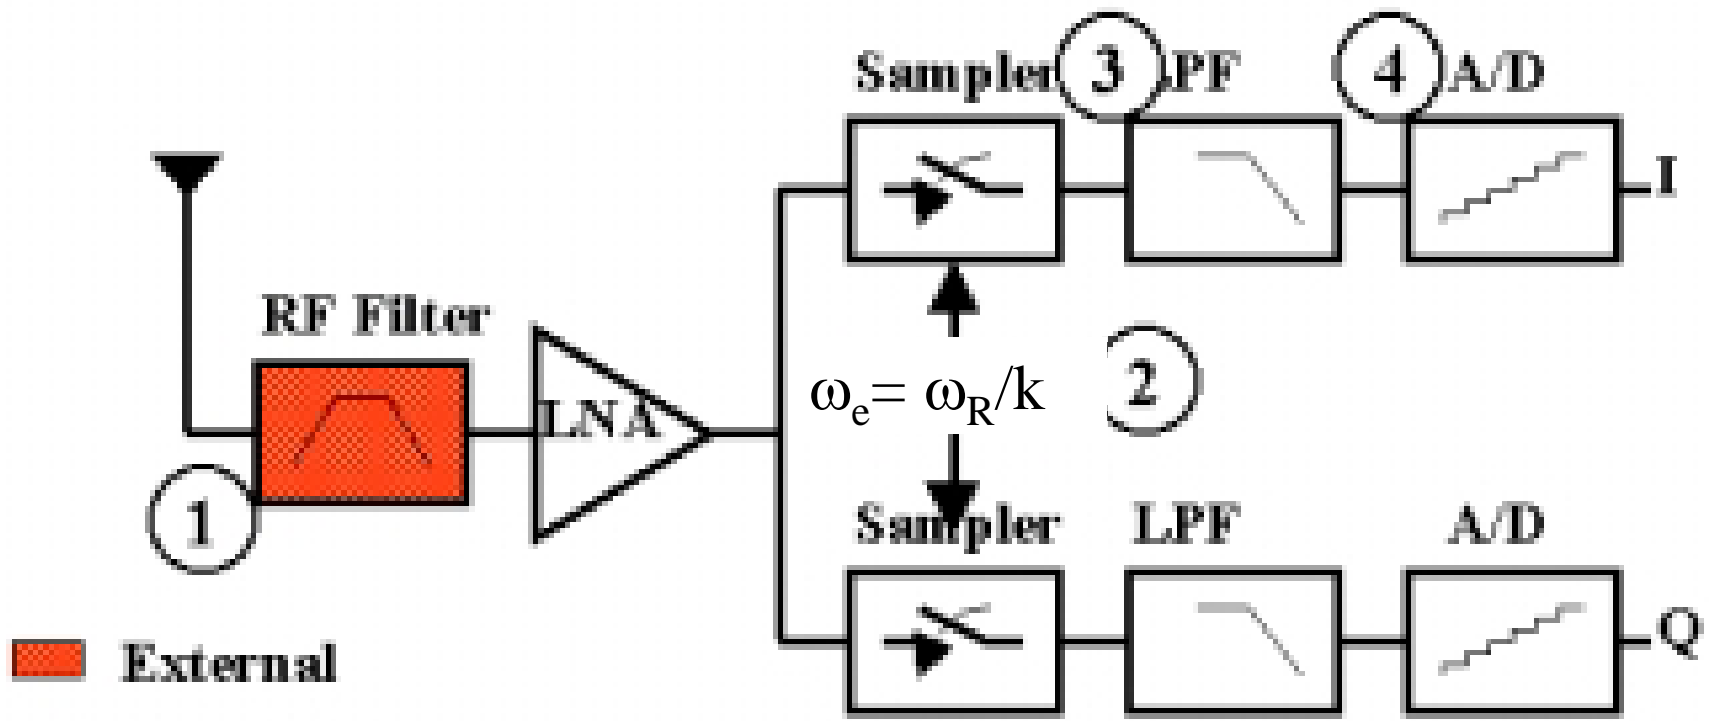 Sampler
3
LPF
4
A/D
I
RF Filter
LNA
ωe= ωR/k
2
1
Sampler
LPF
A/D
Q
External